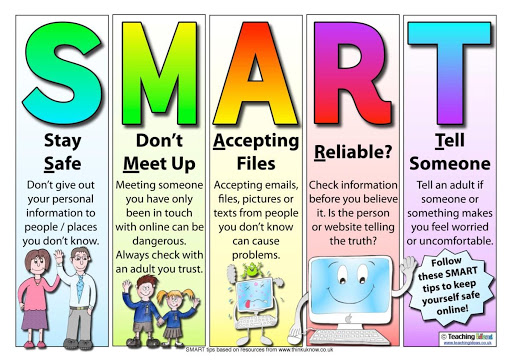 S
Stay
Safe
Don't give out
your personal
information to
people / places
you don't know.
M
Don't
Meet Up
Meeting someone
you have only
been in touch
with online can be
dangerous.
Always check with
an adult you trust.
A
Accepting
Files
Accepting emails,
files, pictures or
texts from people
you don't know
can cause
problems.
R
Reliable?
Check information
before you believe
it. Is the person
or website telling
the truth?
T
Tell
Someone
Tell an adult if
someone or
something makes
you feel worried
or uncomfortable.
Follow
these SMART
tips to keep
yourself safe
online!
SMART tips based on resources from www.thinkuknow.co.uk
Teaching Ideas
www.teachingideas.co.uk